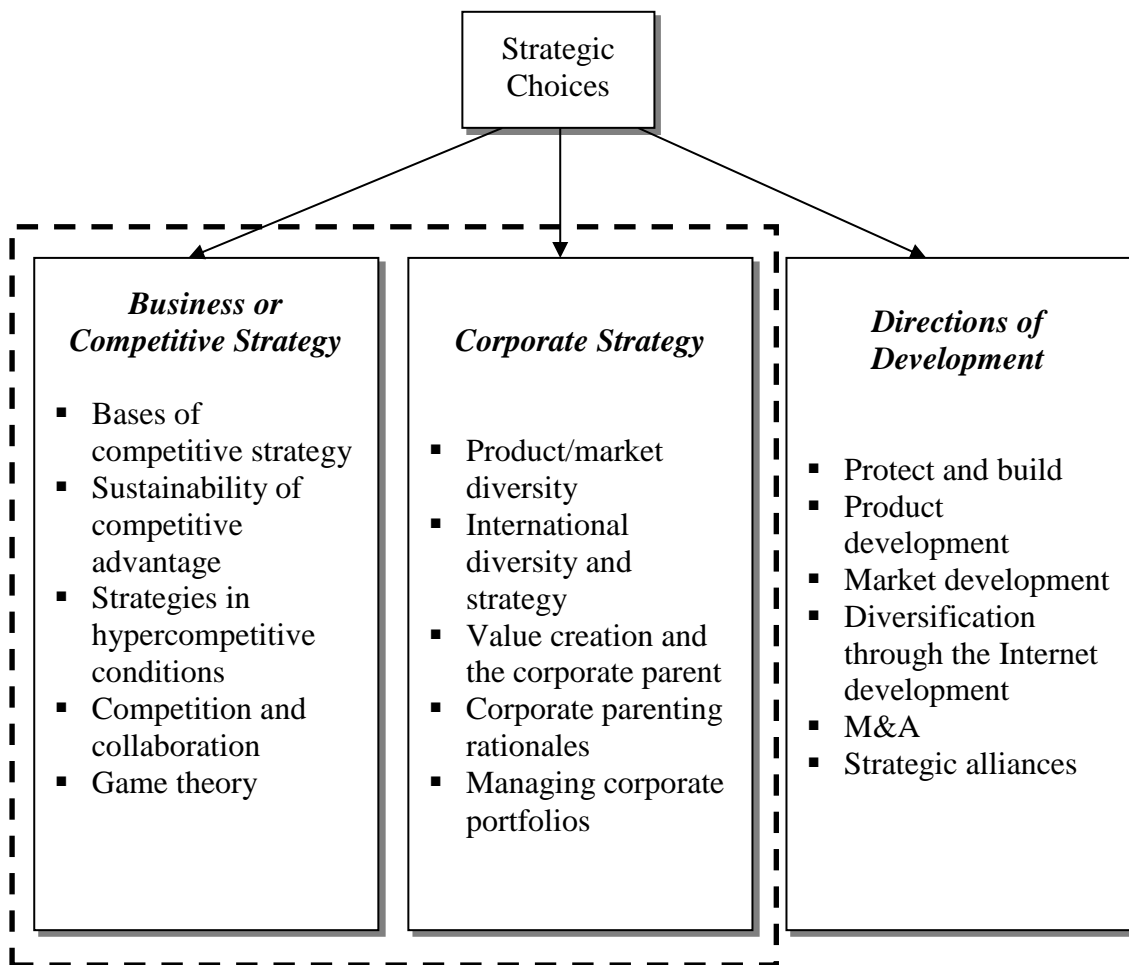 Strategic
Choices
Business or
Competitive Strategy
▪ Bases of
competitive strategy
▪ Sustainability of
competitive
advantage
▪ Strategies in
hypercompetitive
conditions
▪ Competition and
collaboration
▪ Game theory
Corporate Strategy
▪ Product/market
diversity
▪ International
diversity and
strategy
▪ Value creation and
the corporate parent
▪ Corporate parenting
rationales
▪ Managing corporate
portfolios
Directions of
Development
▪ Protect and build
▪ Product
development
▪ Market development
▪ Diversification
through the Internet
development
▪ M&A
▪ Strategic alliances